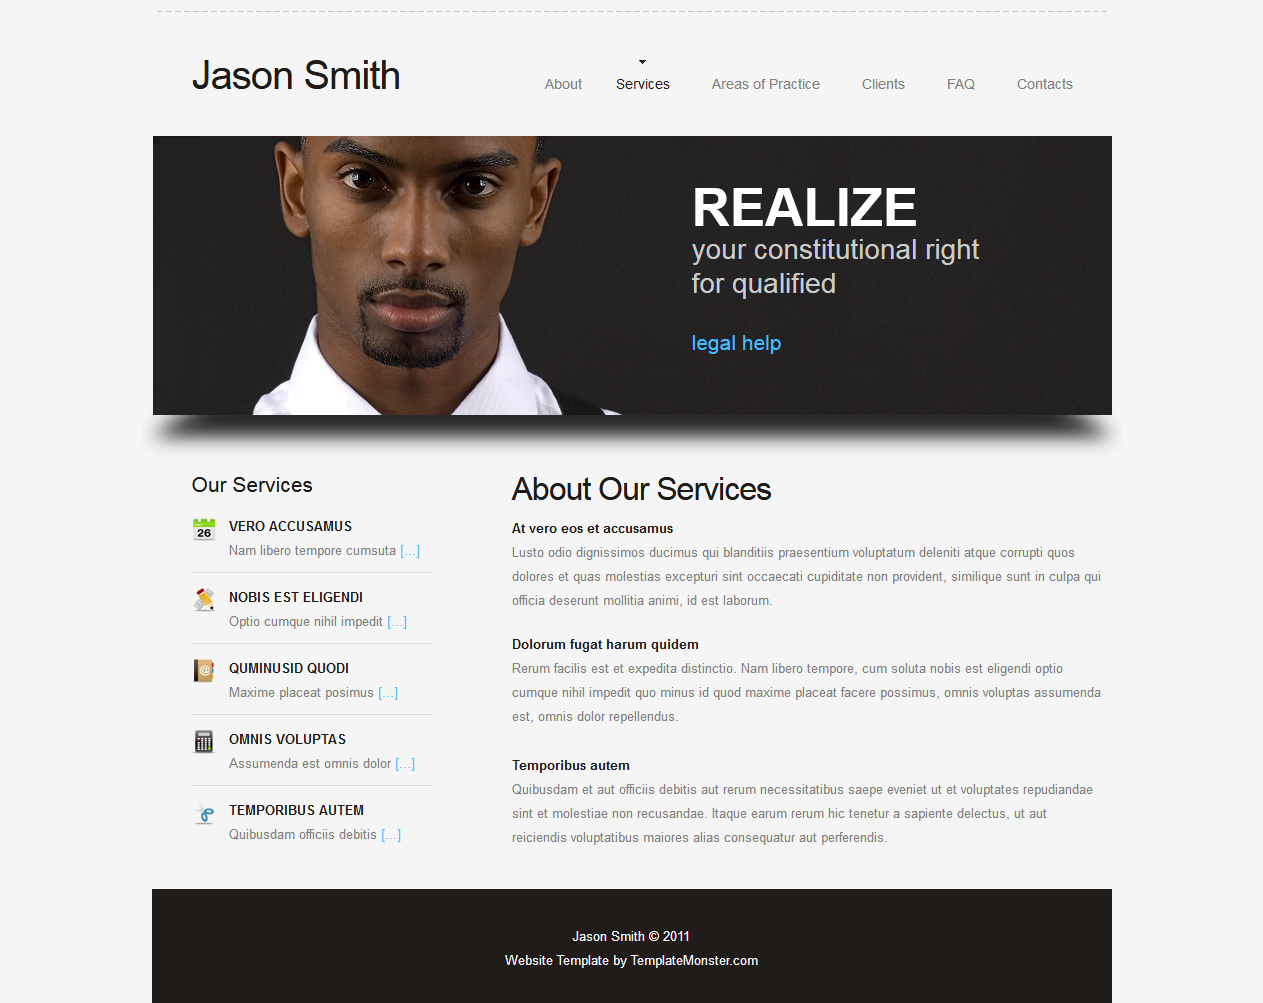 Jason Smith
About Services Areas of Practice Clients FAQ Contacts
REALIZE
your constitutional right
for qualified
legal help
Our Services
26
VERO ACCUSAMUS
Nam libero tempore cumsuta [...]
NOBIS EST ELIGENDI
Optio cumque nihil impedit [...]
@
QUMINUSID QUODI
Maxime placeat posimus [...]
OMNIS VOLUPTAS
Assumenda est omnis dolor [...]
TEMPORIBUS AUTEM
Quibusdam officiis debitis [...]
About Our Services
At vero eos et accusamus
Lusto odio dignissimos ducimus qui blanditiis praesentium voluptatum deleniti atque corrupti quos
dolores et quas molestias excepturi sint occaecati cupiditate non provident, similique sunt in culpa qui
officia deserunt mollitia animi, id est laborum.
Dolorum fugat harum quidem
Rerum facilis est et expedita distinctio. Nam libero tempore, cum soluta nobis est eligendi optio
cumque nihil impedit quo minus id quod maxime placeat facere possimus, omnis voluptas assumenda
est, omnis dolor repellendus.
Temporibus autem
Quibusdam et aut officiis debitis aut rerum necessitatibus saepe eveniet ut et voluptates repudiandae
sint et molestiae non recusandae. Itaque earum rerum hic tenetur a sapiente delectus, ut aut
reiciendis voluptatibus maiores alias consequatur aut perferendis.
Jason Smith © 2011
Website Template by TemplateMonster.com